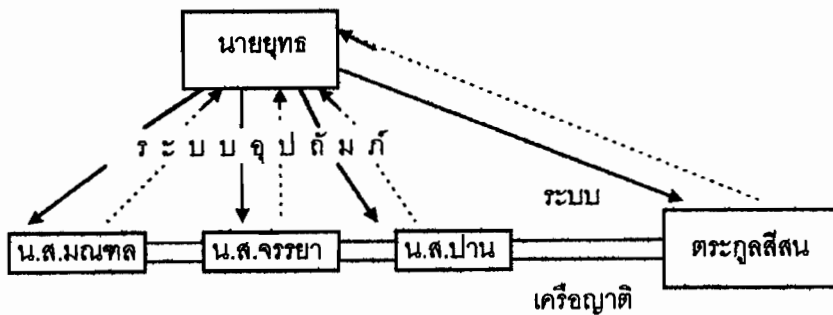 นายยุทธ
ร ะ บ บ อุ ป ถั ม ภ์
ระบบ
น.ส.มณฑล
น.ส.จรรยา
น.ส.ปาน
ตระกูลสีสน
เครือญาติ